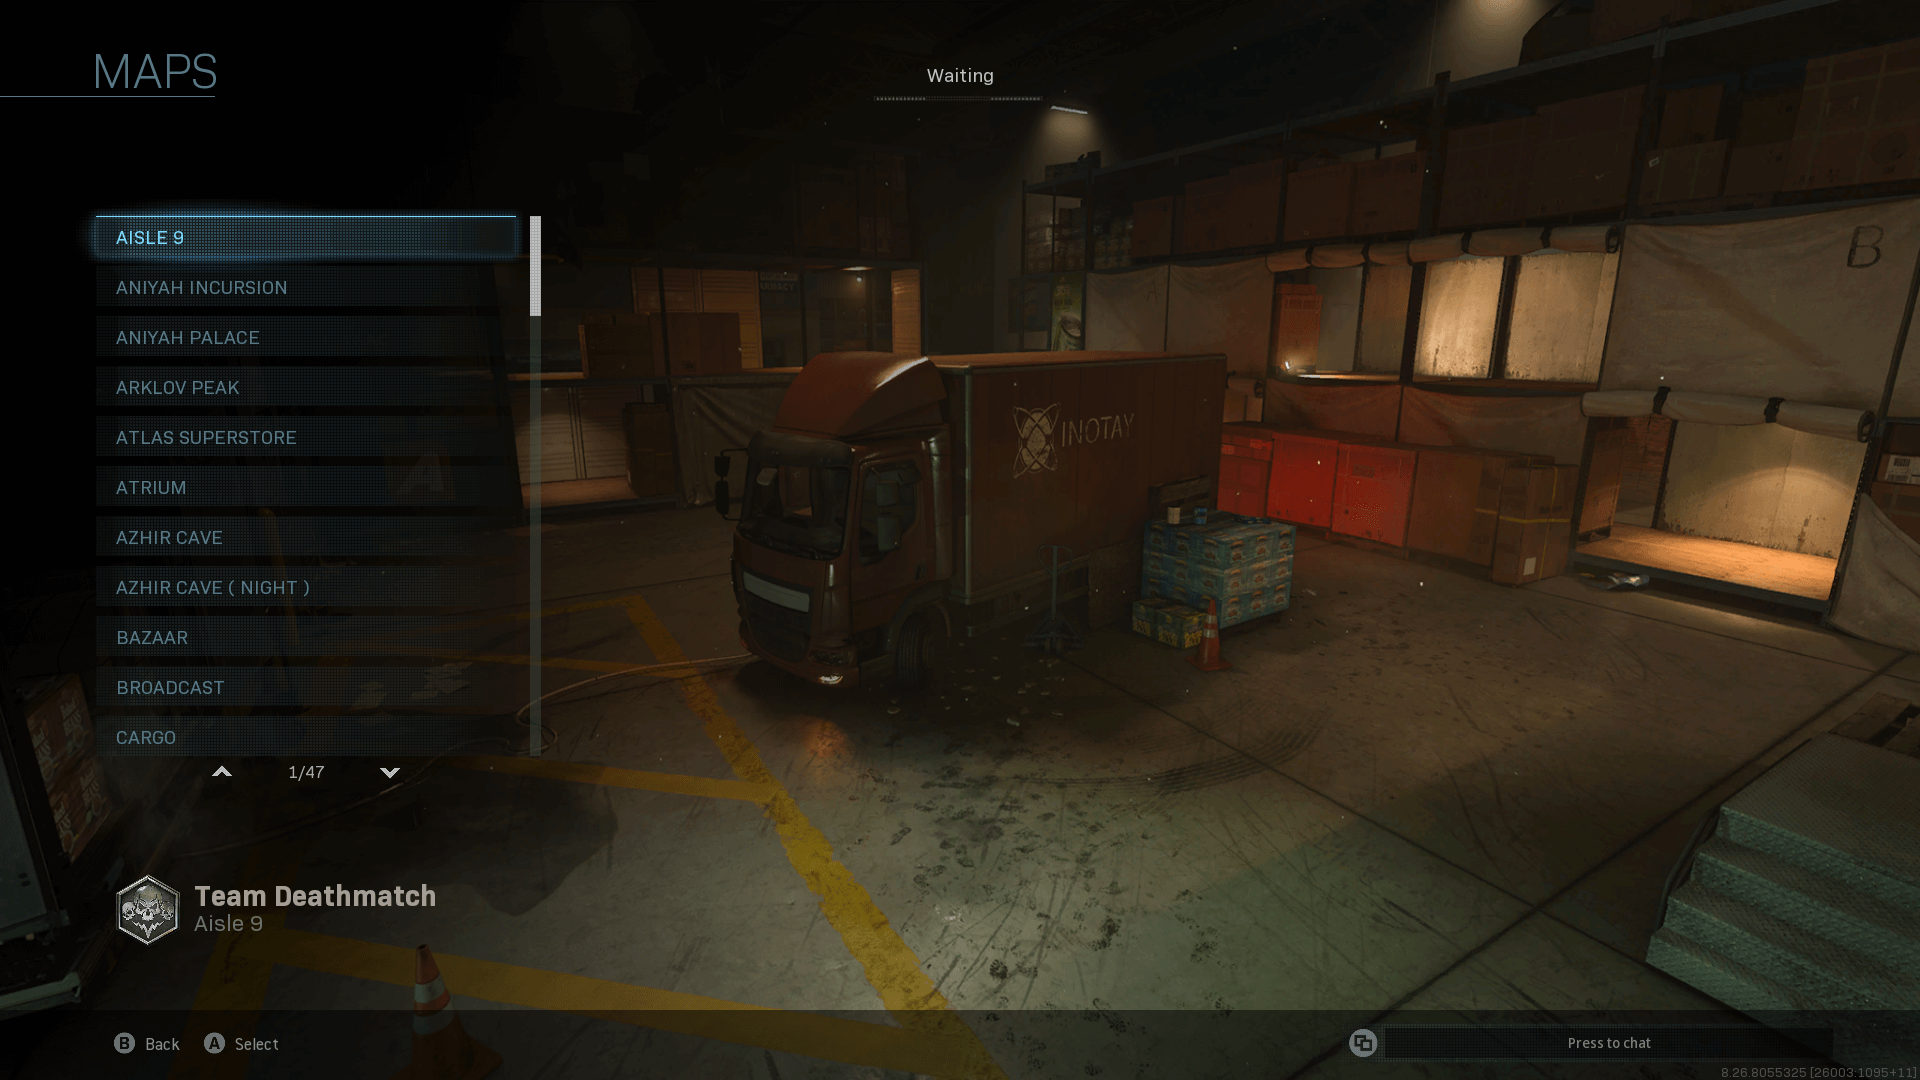 MAPS
Waiting
AISLE 9
ANIYAH INCURSION
ANIYAH PALACE
ARKLOV PEAK
ATLAS SUPERSTORE
ATRIUM
AZHIR CAVE
AZHIR CAVE ( NIGHT )
BAZAAR
BROADCAST
CARGO
1/47
INOTAY
A
B
A
Team Deathmatch
Aisle 9
B Back
A Select
Press to chat
8.26.8055325 [26003:1095+11]